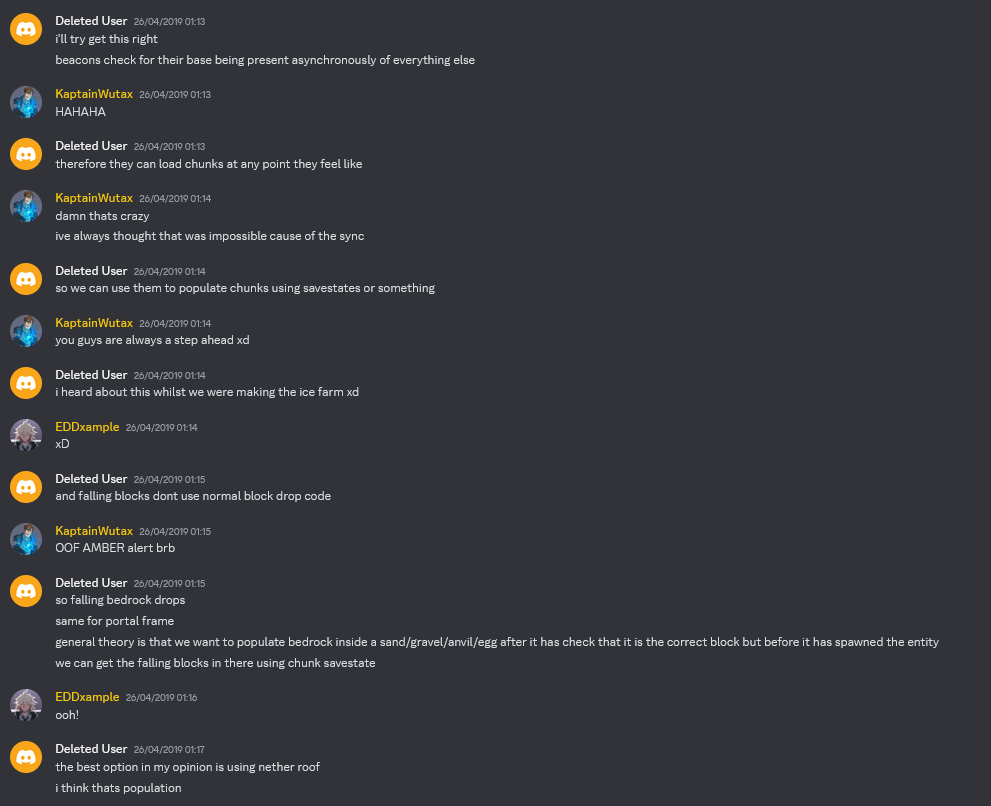 Deleted User 26/04/2019 01:13
i'll try get this right
beacons check for their base being present asynchronously of everything else
KaptainWutax 26/04/2019 01:13
HAHAHA
Deleted User 26/04/2019 01:13
therefore they can load chunks at any point they feel like
KaptainWutax 26/04/2019 01:14
damn thats crazy
ive always thought that was impossible cause of the sync
Deleted User 26/04/2019 01:14
so we can use them to populate chunks using savestates or something
KaptainWutax 26/04/2019 01:14
you guys are always a step ahead xd
Deleted User 26/04/2019 01:14
i heard about this whilst we were making the ice farm xd
EDDxample 26/04/2019 01:14
xD
Deleted User 26/04/2019 01:15
and falling blocks dont use normal block drop code
KaptainWutax 26/04/2019 01:15
OOF AMBER alert brb
Deleted User 26/04/2019 01:15
so falling bedrock drops
same for portal frame
general theory is that we want to populate bedrock inside a sand/gravel/anvil/egg after it has check that it is the correct block but before it has spawned the entity
we can get the falling blocks in there using chunk savestate
EDDxample 26/04/2019 01:16
ooh!
Deleted User 26/04/2019 01:17
the best option in my opinion is using nether roof
i think thats population